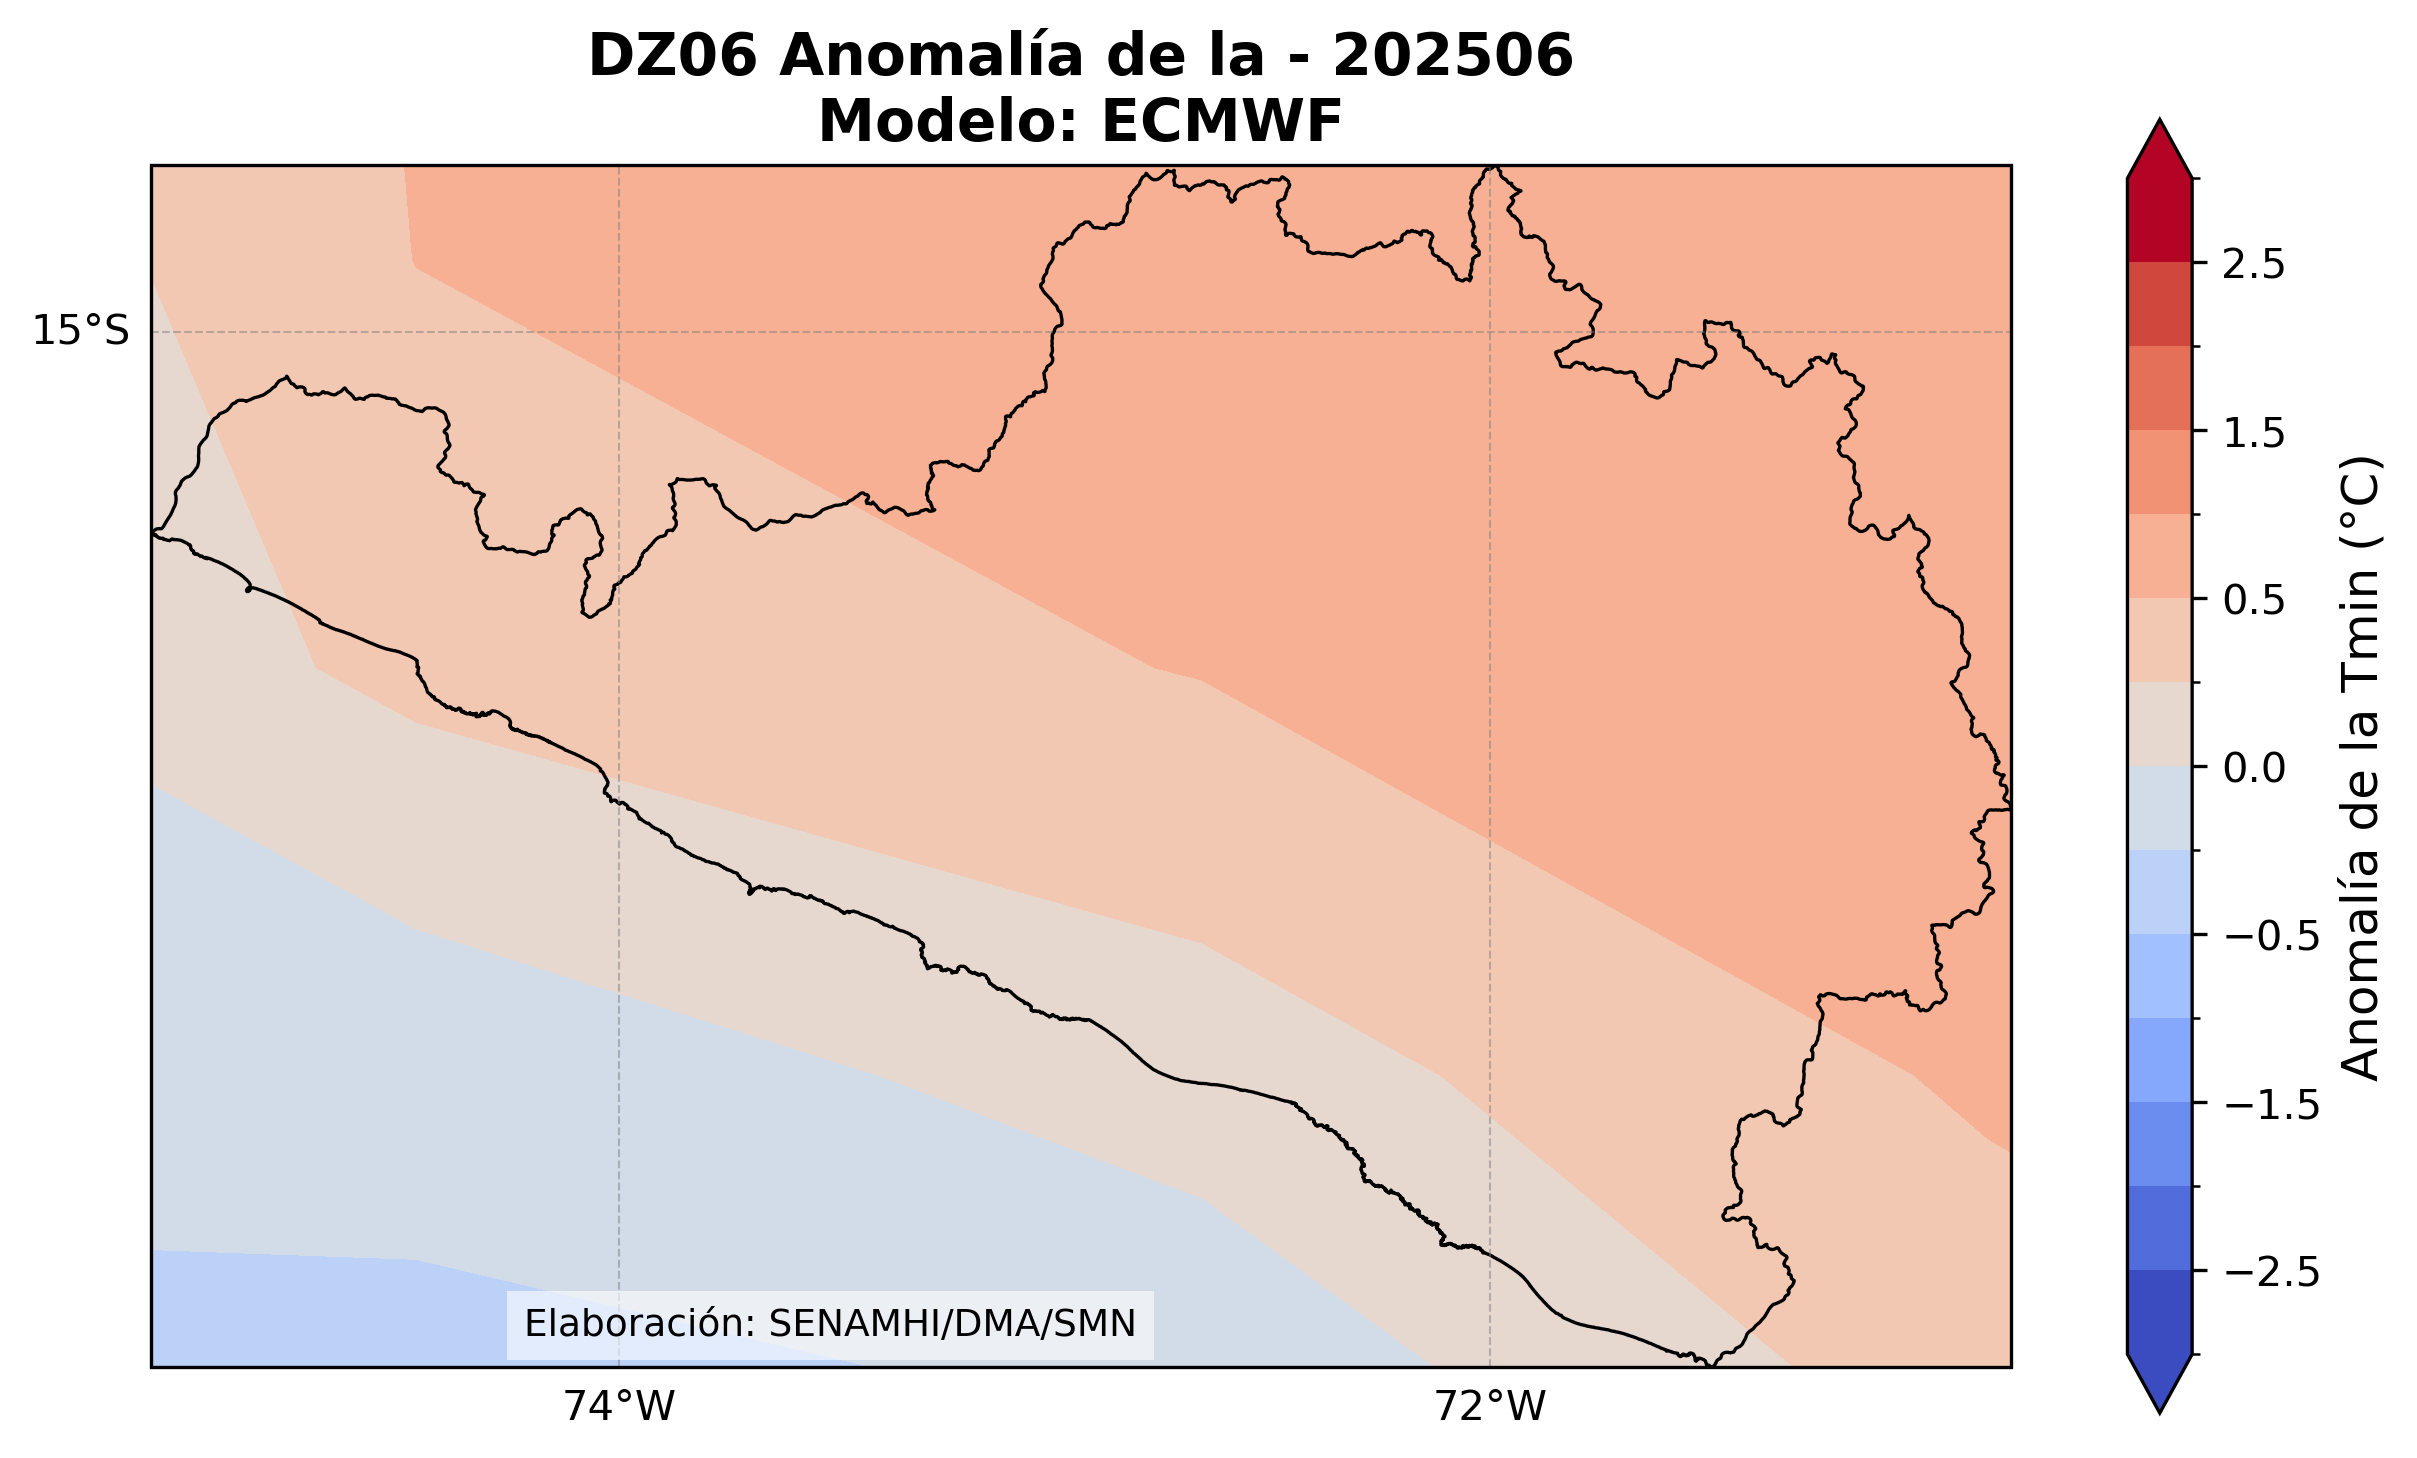 DZ06 Anomalía de la - 202506
Modelo: ECMWF
15°S
74°W
72°W
Elaboración: SENAMHI/DMA/SMN
2.5
1.5
0.5
0.0
−0.5
−1.5
−2.5
Anomalía de la Tmin (°C)